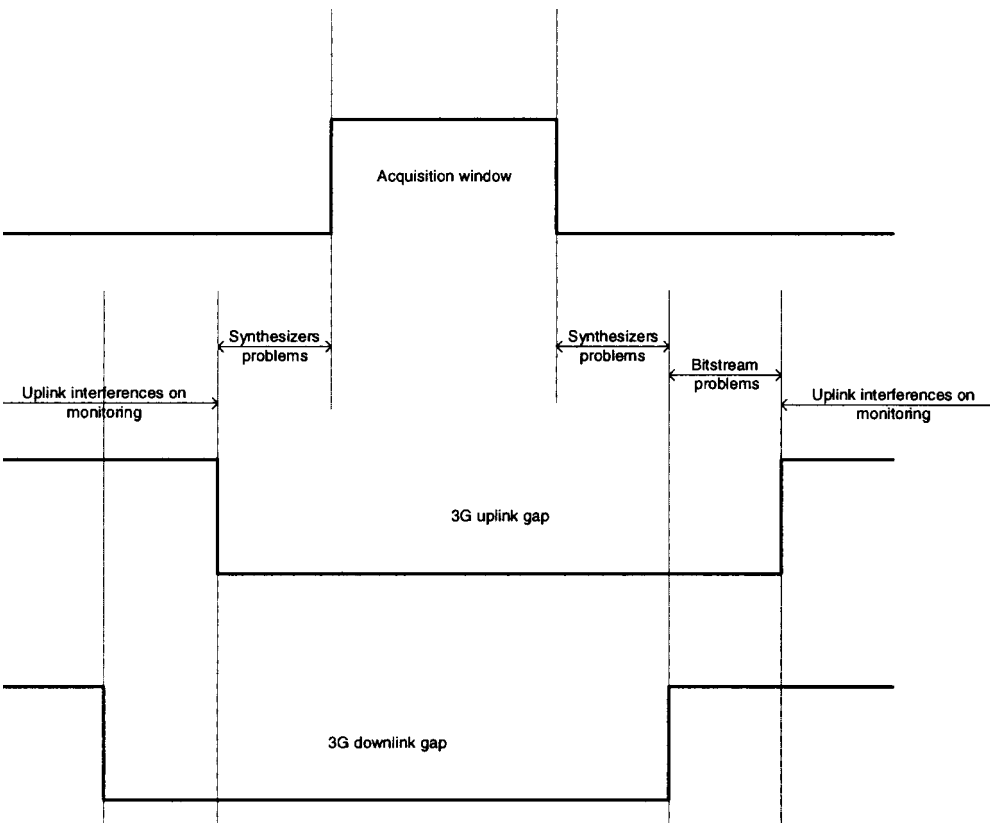 Acquisition window
Synthesizers
problems
Synthesizers
problems
Bitstream
problems
Uplink interferences on
monitoring
Uplink interferences on
monitoring
3G uplink gap
3G downlink gap